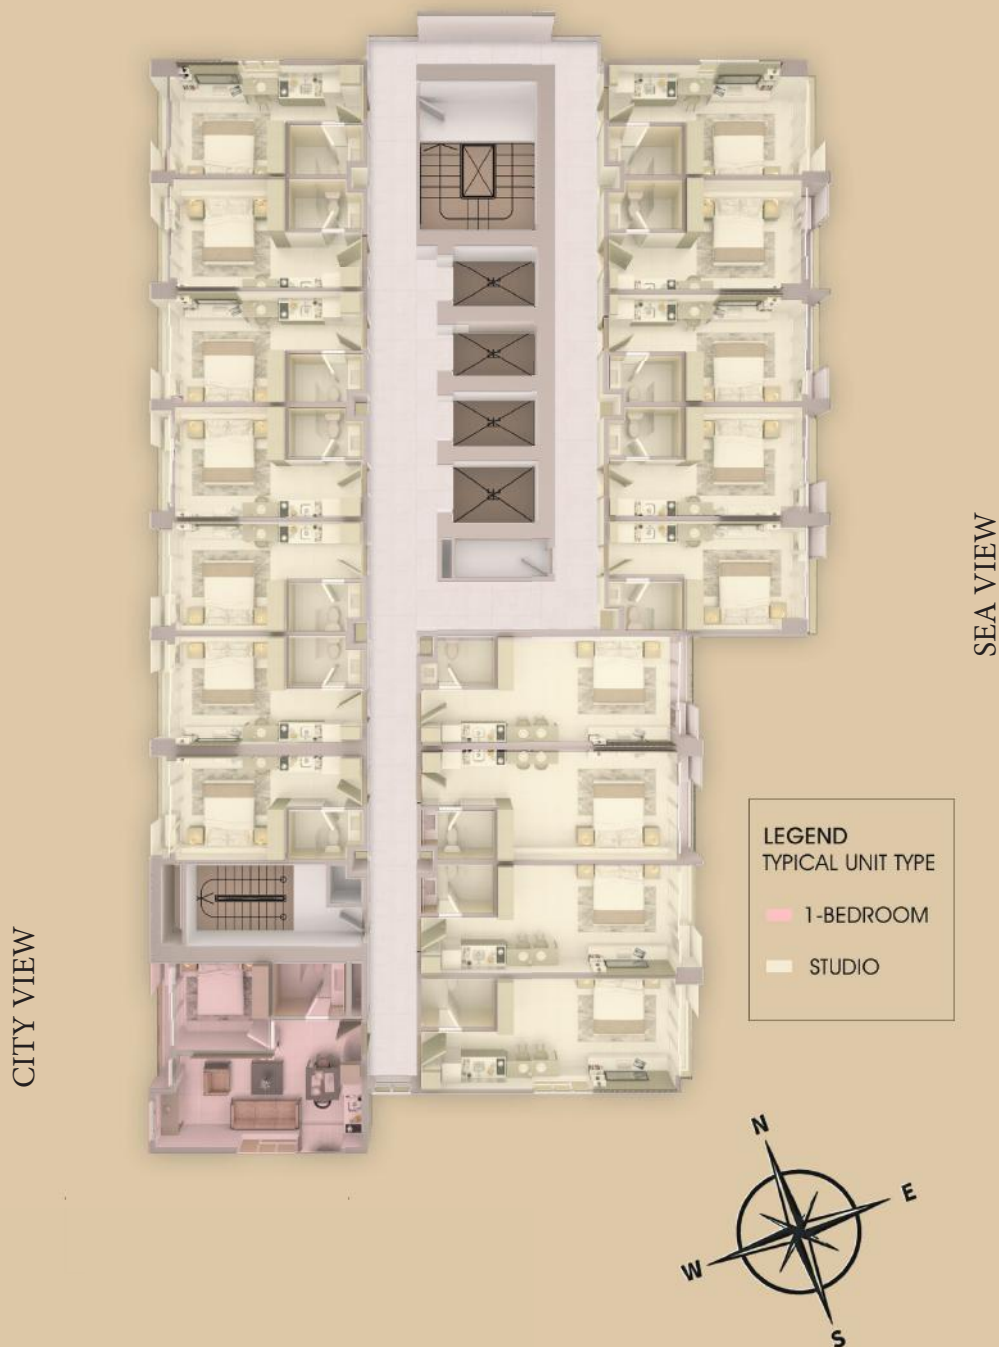 SEA VIEW
LEGEND
TYPICAL UNIT TYPE
1-BEDROOM
STUDIO
CITY VIEW
N
E
W
S